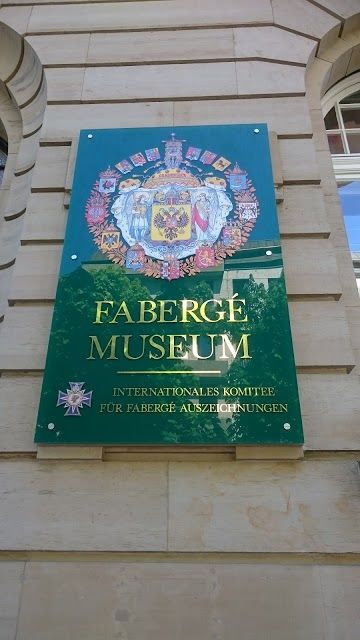 FABERGÉ
MUSEUM
INTERNATIONALES KOMITEE
FÜR FABERGÉ AUSZEICHNUNGEN